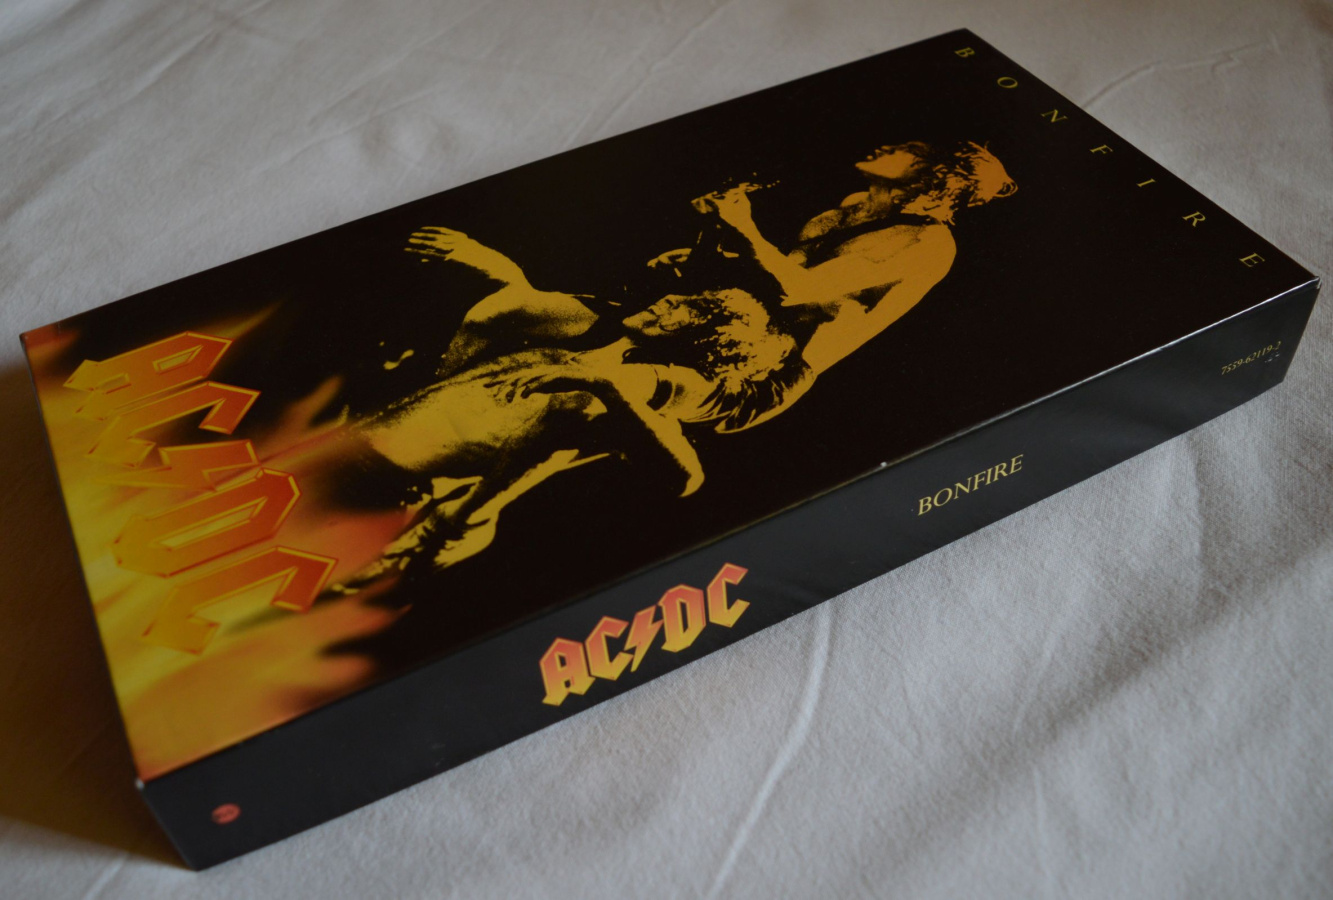 BONFIRE
AC DC
AC DC
BONFIRE
7559-62119-2